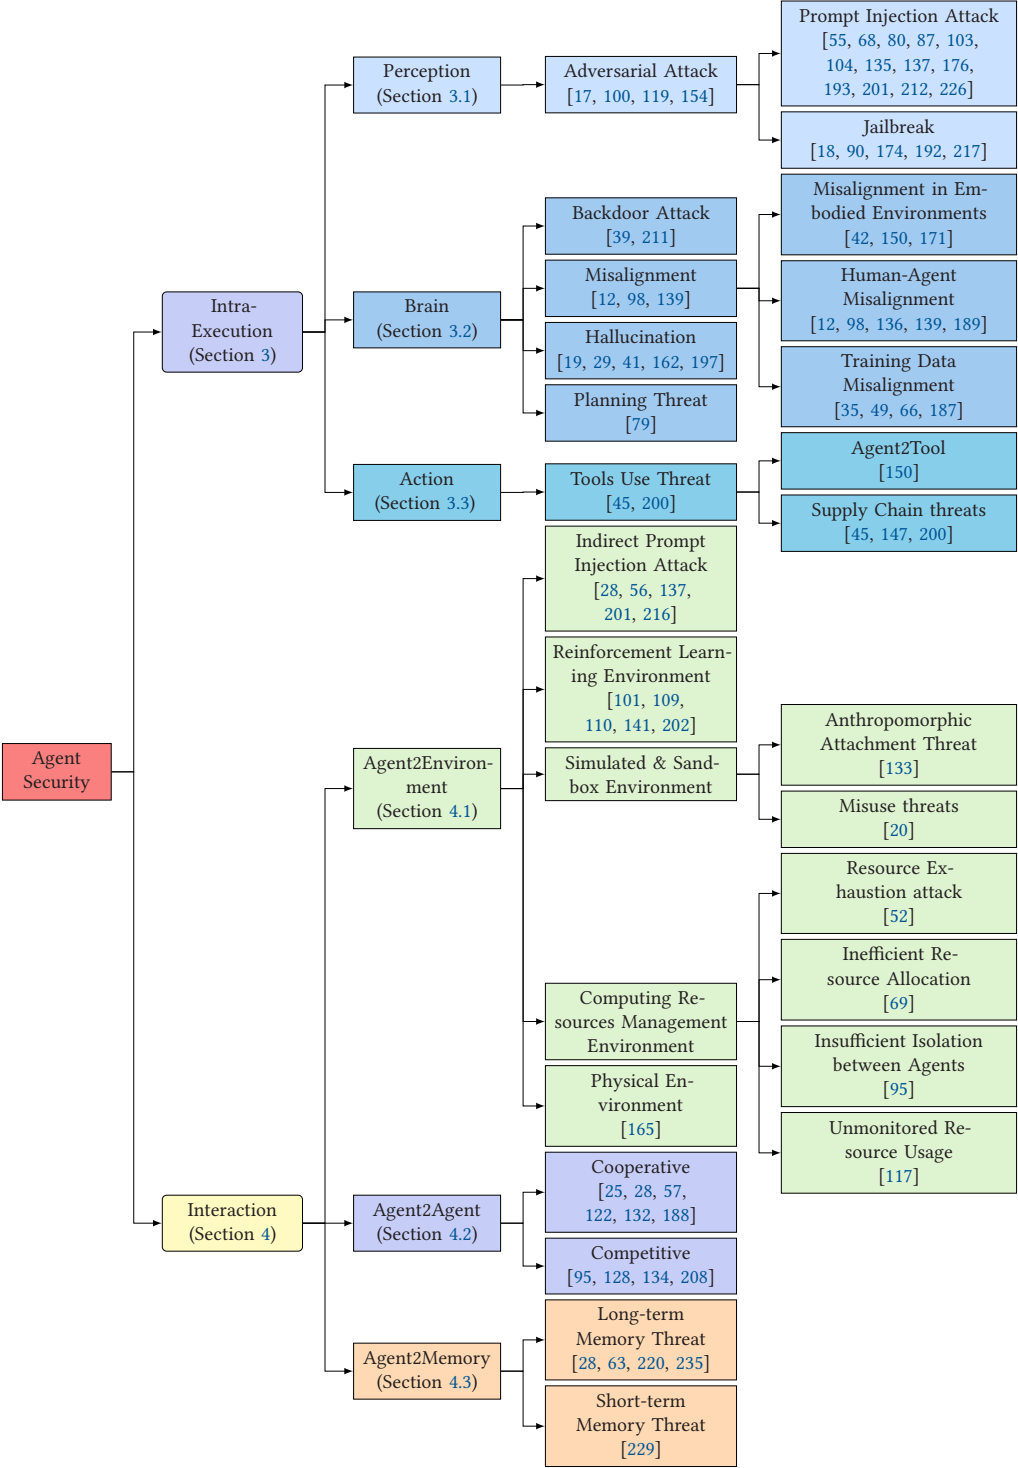 Agent
Security
Intra-
Execution
(Section 3)
Perception
(Section 3.1)
Adversarial Attack
[17, 100, 119, 154]
Prompt Injection Attack
[55, 68, 80, 87, 103,
104, 135, 137, 176,
193, 201, 212, 226]
Jailbreak
[18, 90, 174, 192, 217]
Brain
(Section 3.2)
Backdoor Attack
[39, 211]
Misalignment
[12, 98, 139]
Misalignment in Em-
bodied Environments
[42, 150, 171]
Human-Agent
Misalignment
[12, 98, 136, 139, 189]
Training Data
Misalignment
[35, 49, 66, 187]
Hallucination
[19, 29, 41, 162, 197]
Planning Threat
[79]
Action
(Section 3.3)
Tools Use Threat
[45, 200]
Agent2Tool
[150]
Supply Chain threats
[45, 147, 200]
Interaction
(Section 4)
Agent2Environ-
ment
(Section 4.1)
Indirect Prompt
Injection Attack
[28, 56, 137,
201, 216]
Reinforcement Learn-
ing Environment
[101, 109,
110, 141, 202]
Simulated & Sand-
box Environment
Anthropomorphic
Attachment Threat
[133]
Misuse threats
[20]
Computing Re-
sources Management
Environment
Resource Ex-
haustion attack
[52]
Inefficient Re-
source Allocation
[69]
Insufficient Isolation
between Agents
[95]
Unmonitored Re-
source Usage
[117]
Physical En-
vironment
[165]
Agent2Agent
(Section 4.2)
Cooperative
[25, 28, 57,
122, 132, 188]
Competitive
[95, 128, 134, 208]
Agent2Memory
(Section 4.3)
Long-term
Memory Threat
[28, 63, 220, 235]
Short-term
Memory Threat
[229]